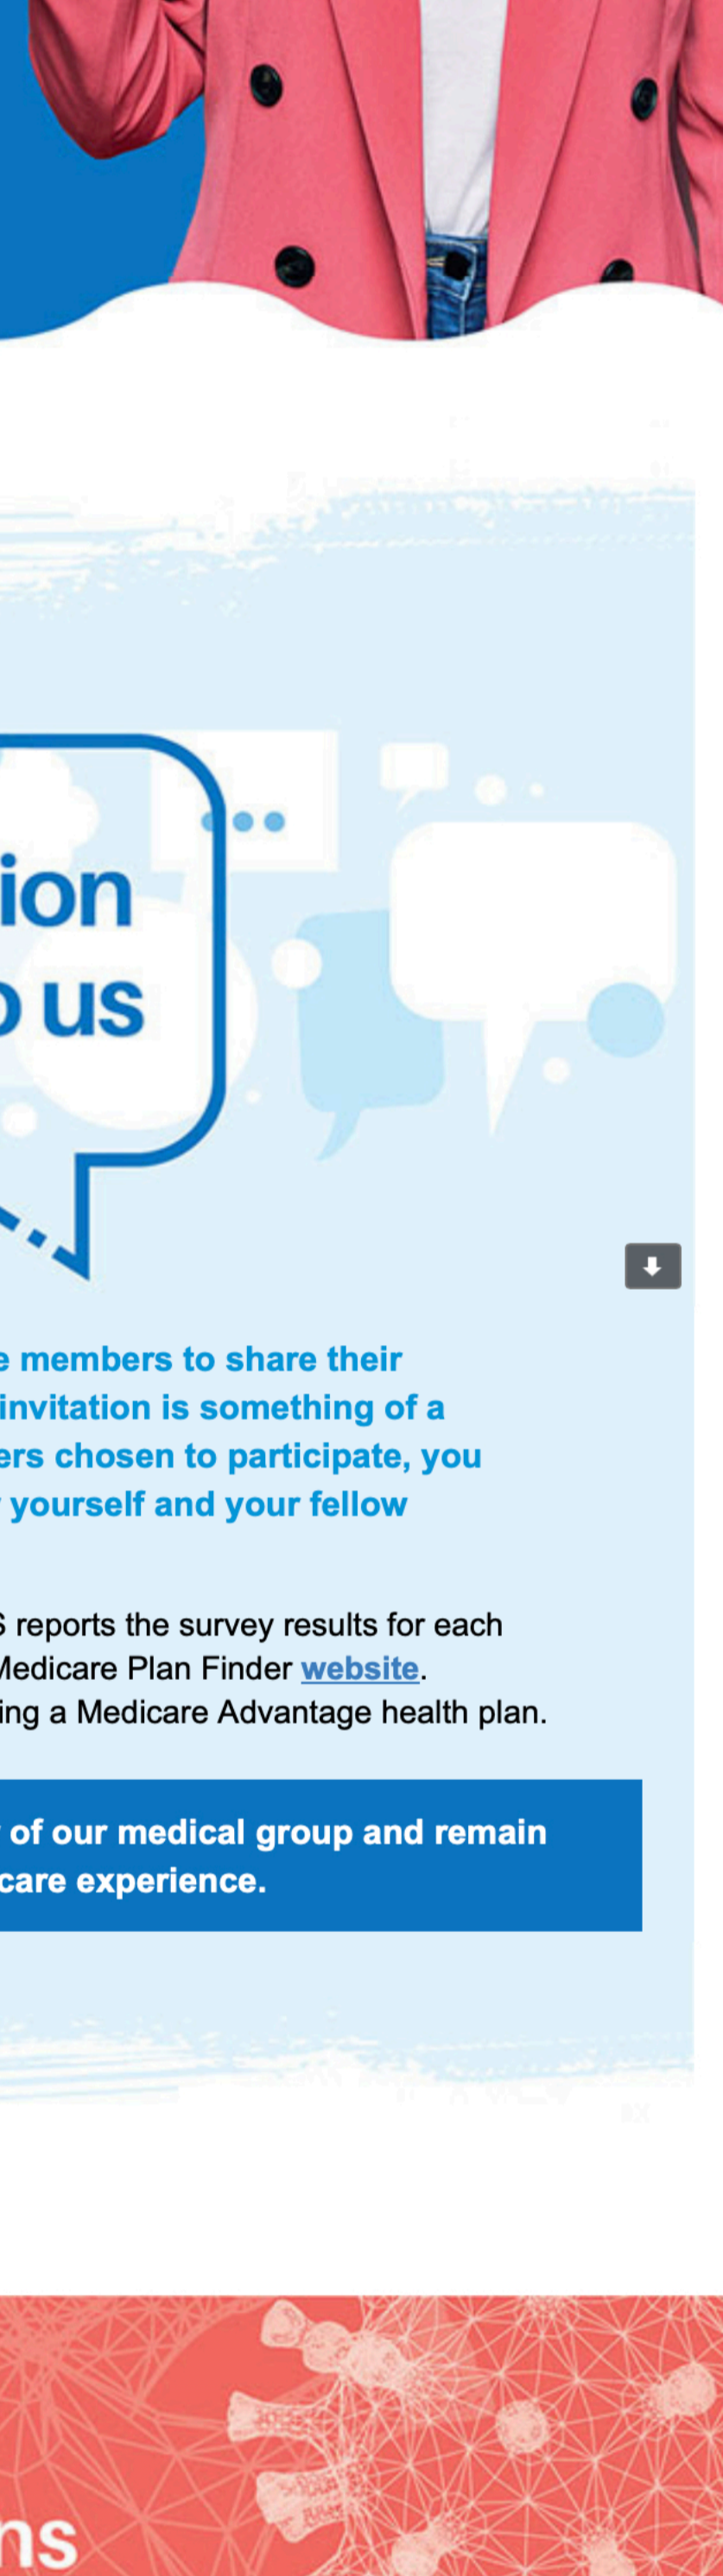 ion
o us
e members to share their
invitation is something of a
ers chosen to participate, you
yourself and your fellow
S reports the survey results for each
Medicare Plan Finder website.
ing a Medicare Advantage health plan.
of our medical group and remain
care experience.
ns